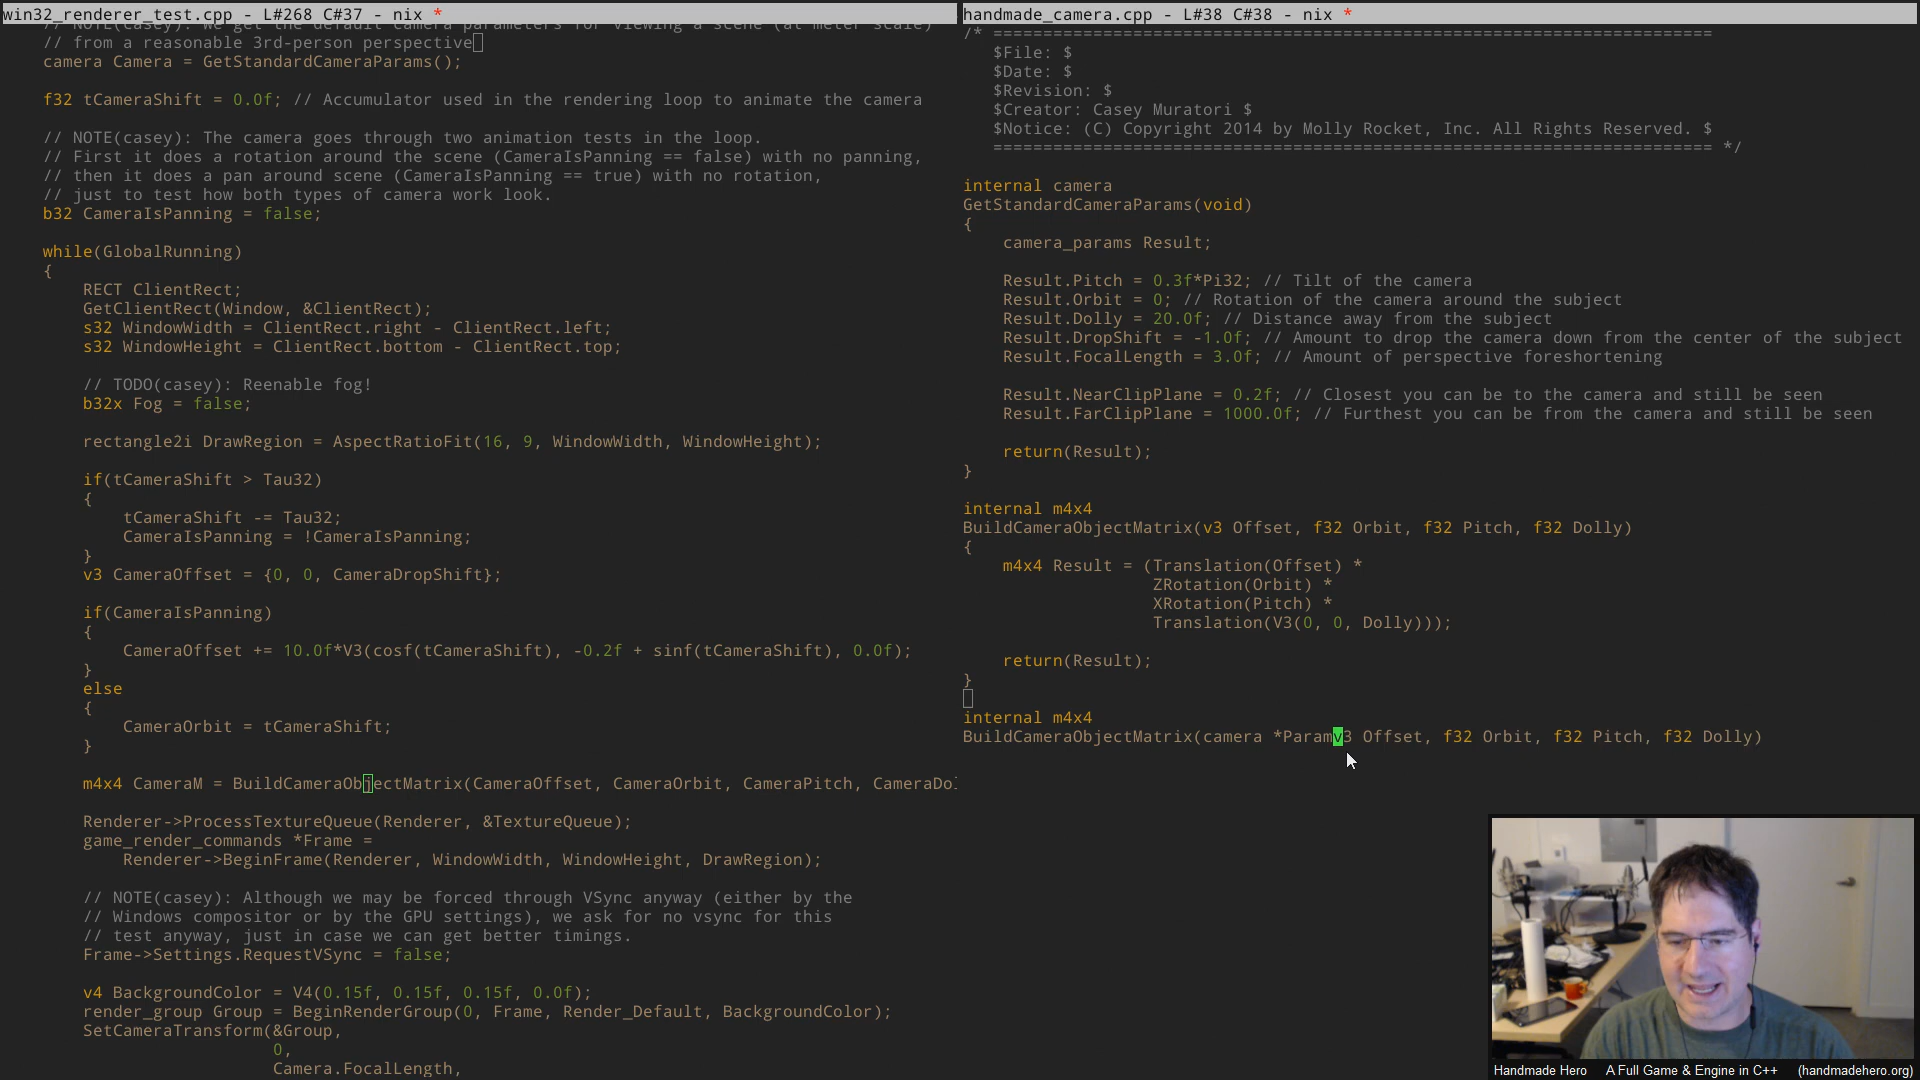 win32_renderer_test.cpp - L#268 C#37 - nix *
// NOTE(casey): We get the default camera parameters for viewing a scene (at meter scale)
// from a reasonable 3rd-person perspective
camera Camera = GetStandardCameraParams();
f32 tCameraShift = 0.0f; // Accumulator used in the rendering loop to animate the camera
// NOTE(casey): The camera goes through two animation tests in the loop.
// First it does a rotation around the scene (CameraIsPanning == false) with no panning,
// then it does a pan around scene (CameraIsPanning == true) with no rotation,
// just to test how both types of camera work look.
b32 CameraIsPanning = false;
while(GlobalRunning)
{
RECT ClientRect;
GetClientRect(Window, &ClientRect);
s32 WindowWidth = ClientRect.right - ClientRect.left;
s32 WindowHeight = ClientRect.bottom - ClientRect.top;
// TODO(casey): Reenable fog!
b32x Fog = false;
rectangle2i DrawRegion = AspectRatioFit(16, 9, WindowWidth, WindowHeight);
if(tCameraShift > Tau32)
{
tCameraShift -= Tau32;
CameraIsPanning = !CameraIsPanning;
}
v3 CameraOffset = {0, 0, CameraDropShift};
if(CameraIsPanning)
{
CameraOffset += 10.0f*V3(cosf(tCameraShift), -0.2f + sinf(tCameraShift), 0.0f);
}
else
{
CameraOrbit = tCameraShift;
}
m4x4 CameraM = BuildCameraObjectMatrix(CameraOffset, CameraOrbit, CameraPitch, CameraDol
Renderer->ProcessTextureQueue(Renderer, &TextureQueue);
game_render_commands *Frame =
Renderer->BeginFrame(Renderer, WindowWidth, WindowHeight, DrawRegion);
// NOTE(casey): Although we may be forced through VSync anyway (either by the
// Windows compositor or by the GPU settings), we ask for no vsync for this
// test anyway, just in case we can get better timings.
Frame->Settings.RequestVSync = false;
v4 BackgroundColor = V4(0.15f, 0.15f, 0.15f, 0.0f);
render_group Group = BeginRenderGroup(0, Frame, Render_Default, BackgroundColor);
SetCameraTransform(&Group,
0,
Camera.FocalLength,
handmade_camera.cpp - L#38 C#38 - nix *
/* ========================================================================
$File: $
$Date: $
$Revision: $
$Creator: Casey Muratori $
$Notice: (C) Copyright 2014 by Molly Rocket, Inc. All Rights Reserved. $
======================================================================== */
internal camera
GetStandardCameraParams(void)
{
camera_params Result;
Result.Pitch = 0.3f*Pi32; // Tilt of the camera
Result.Orbit = 0; // Rotation of the camera around the subject
Result.Dolly = 20.0f; // Distance away from the subject
Result.DropShift = -1.0f; // Amount to drop the camera down from the center of the subject
Result.FocalLength = 3.0f; // Amount of perspective foreshortening
Result.NearClipPlane = 0.2f; // Closest you can be to the camera and still be seen
Result.FarClipPlane = 1000.0f; // Furthest you can be from the camera and still be seen
return(Result);
}
internal m4x4
BuildCameraObjectMatrix(v3 Offset, f32 Orbit, f32 Pitch, f32 Dolly)
{
m4x4 Result = (Translation(Offset) *
ZRotation(Orbit) *
XRotation(Pitch) *
Translation(V3(0, 0, Dolly)));
return(Result);
}
internal m4x4
BuildCameraObjectMatrix(camera *Paramv3 Offset, f32 Orbit, f32 Pitch, f32 Dolly)
Handmade Hero A Full Game & Engine in C++ (handmadehero.org)